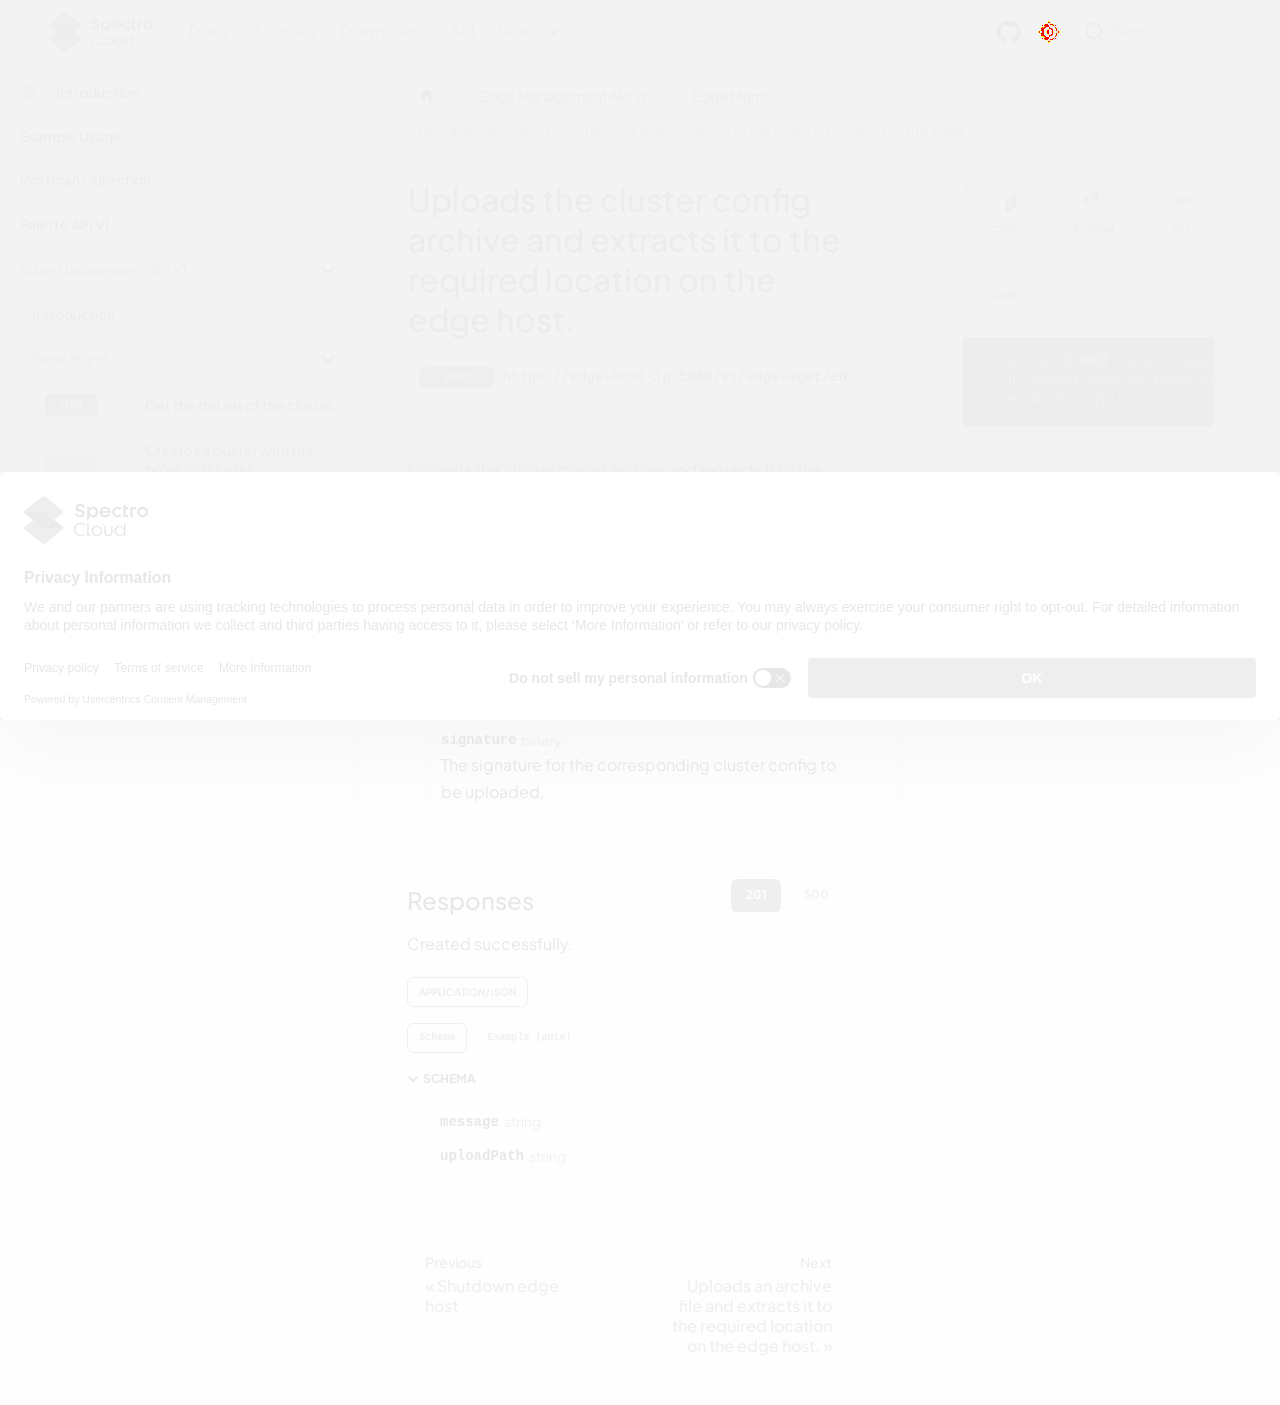 Spectro
Cloud
Docs Tutorials Downloads API latest
Search
Introduction
Example Usage
Postman Collection
Palette API V1
Edge Management API V1
Introduction
Edge Mgmt
GET Get the details of the cluster.
Creates a cluster with the
provided cluster
Edge Management API V1 Edge Mgmt
Uploads the cluster config archive and extracts it to the required location on the edge host.
Uploads the cluster config
archive and extracts it to the
required location on the
edge host.
POST https://edge-host-ip:5080/v1/edge-mgmt/ed
Uploads the cluster config archive and extracts it to the
CURL PYTHON GO
CURL
Spectro
Cloud
Privacy Information
We and our partners are using tracking technologies to process personal data in order to improve your experience. You may always exercise your consumer right to opt-out. For detailed information
about personal information we collect and third parties having access to it, please select 'More Information' or refer to our privacy policy.
Privacy policy Terms of service More Information
Powered by Usercentrics Consent Management
Do not sell my personal information
OK
signature binary
The signature for the corresponding cluster config to
be uploaded.
Responses
201 500
Created successfully.
APPLICATION/JSON
Schema Example (auto)
SCHEMA
message string
uploadPath string
Previous
« Shutdown edge
host
Next
Uploads an archive
file and extracts it to
the required location
on the edge host. »